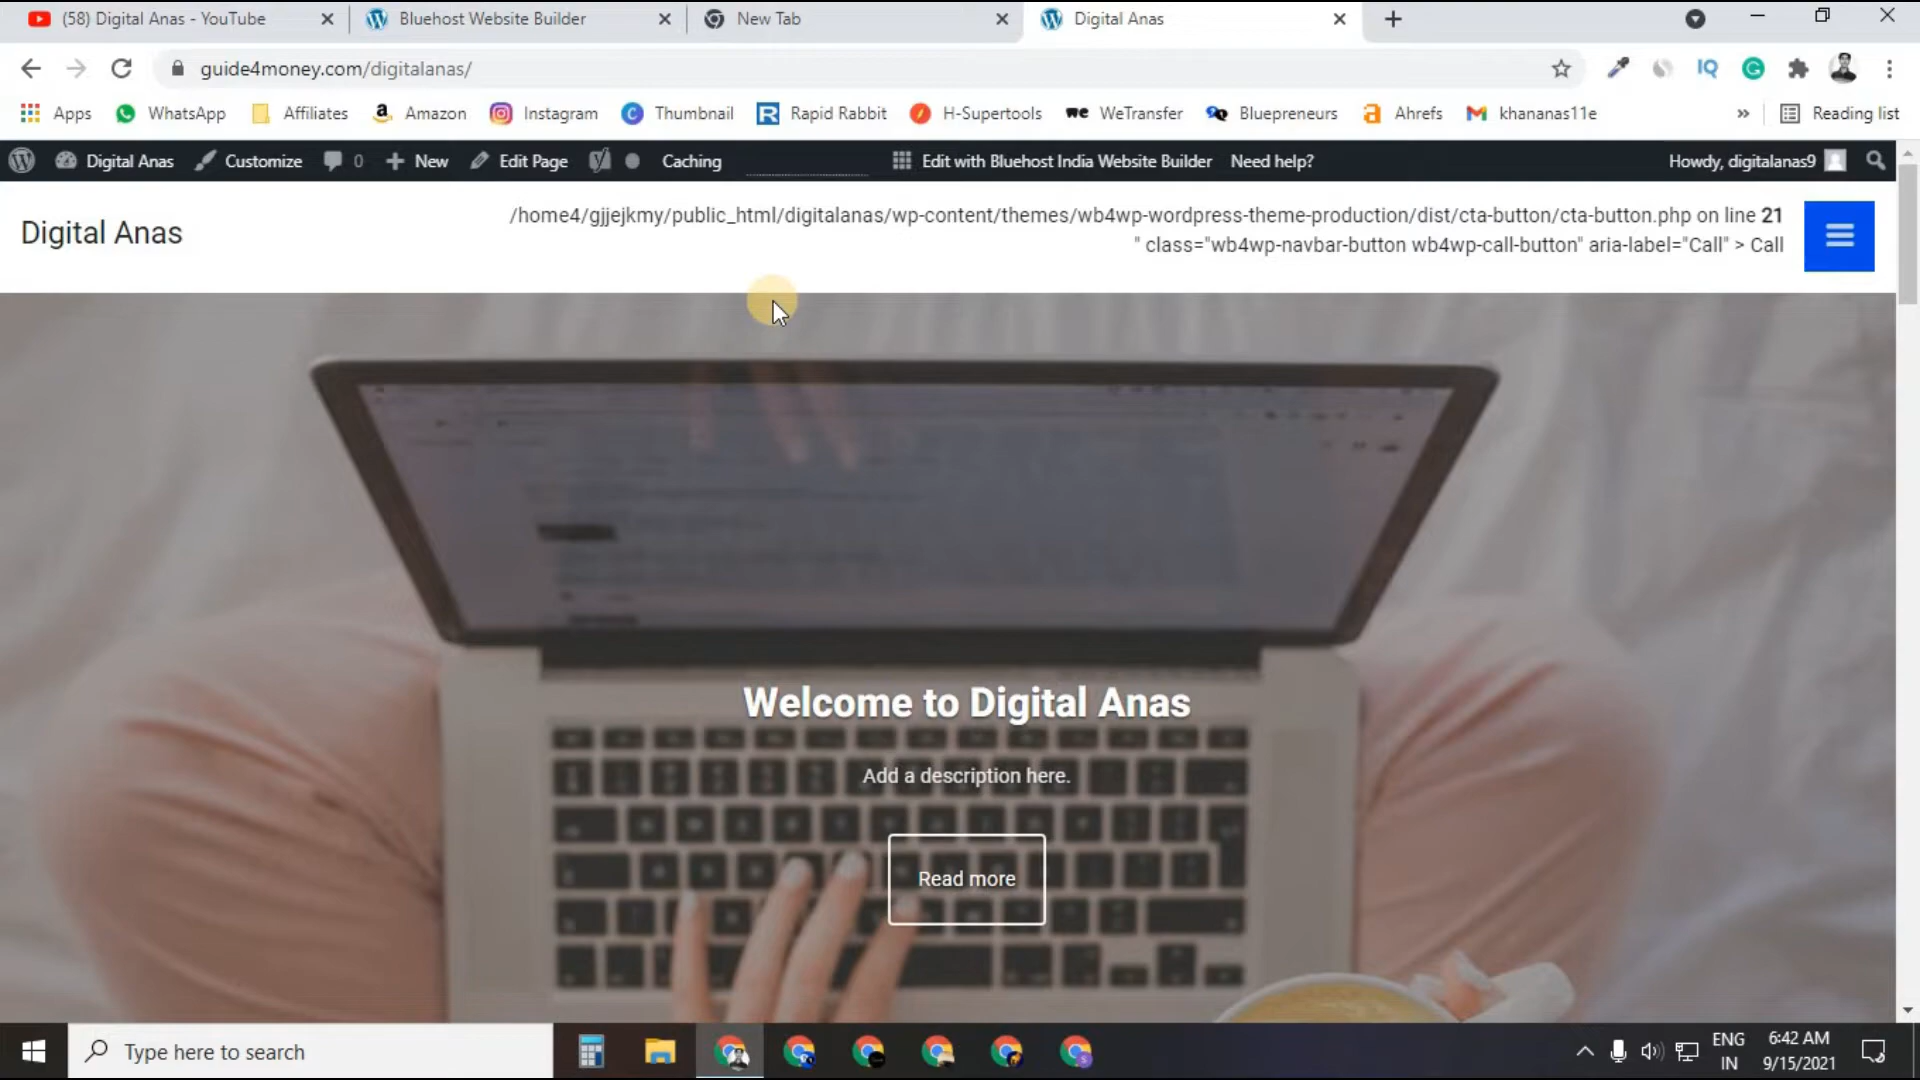 (58) Digital Anas - YouTube
Bluehost Website Builder
New Tab
Digital Anas
guide4money.com/digitalanas/
IQ
Apps
WhatsApp
Affiliates
Amazon
Instagram
Thumbnail
Rapid Rabbit
H-Supertools
WeTransfer
Bluepreneurs
Ahrefs
khananas11e
»
Reading list
Digital Anas
Customize
0
New
Edit Page
Caching
Edit with Bluehost India Website Builder
Need help?
Howdy, digitalanas9
Digital Anas
/home4/gjjejkmy/public_html/digitalanas/wp-content/themes/wb4wp-wordpress-theme-production/dist/cta-button/cta-button.php on line 21
" class="wb4wp-navbar-button wb4wp-call-button" aria-label="Call" > Call
Welcome to Digital Anas
Add a description here.
Read more
Type here to search
ENG
IN
6:42 AM
9/15/2021